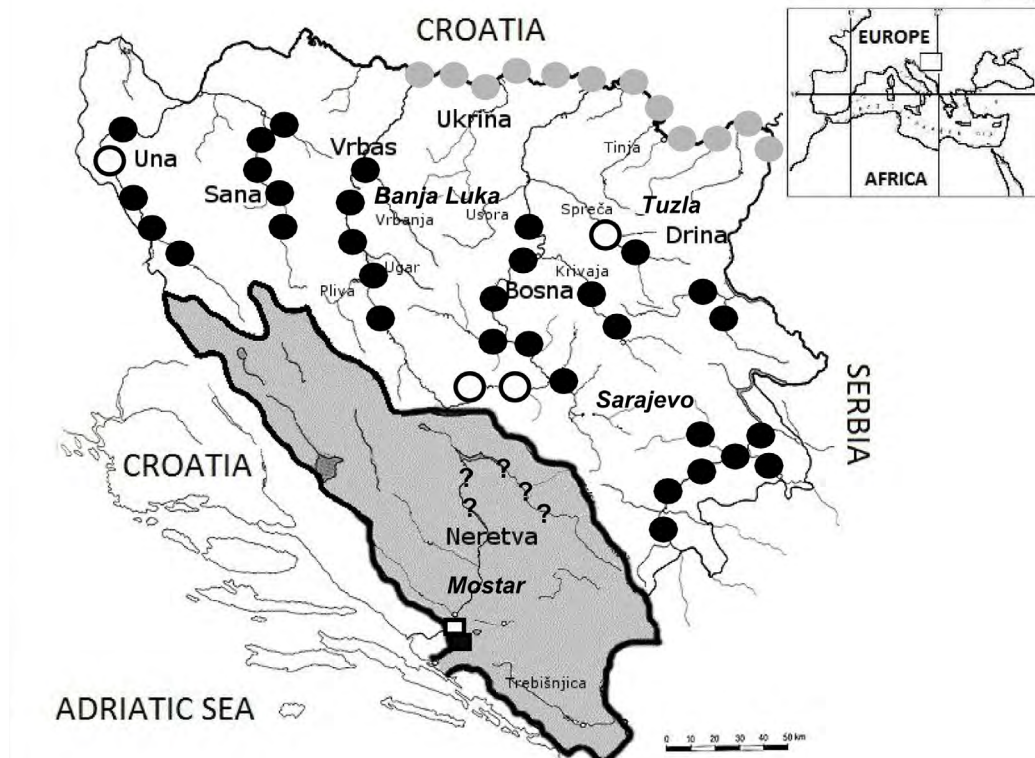 CROATIA
EUROPE
AFRICA
Ukrina
Una
Vrbas
Tinja
Sana
Banja Luka
Vrbanja
Usora
Spreča
Tuzla
Drina
Ugar
Krivaja
Pliva
Bosna
Sarajevo
SERBIA
CROATIA
?
?
?
?
?
Neretva
Mostar
Trebišnjica
ADRIATIC SEA
0 10 20 30 40 50 km